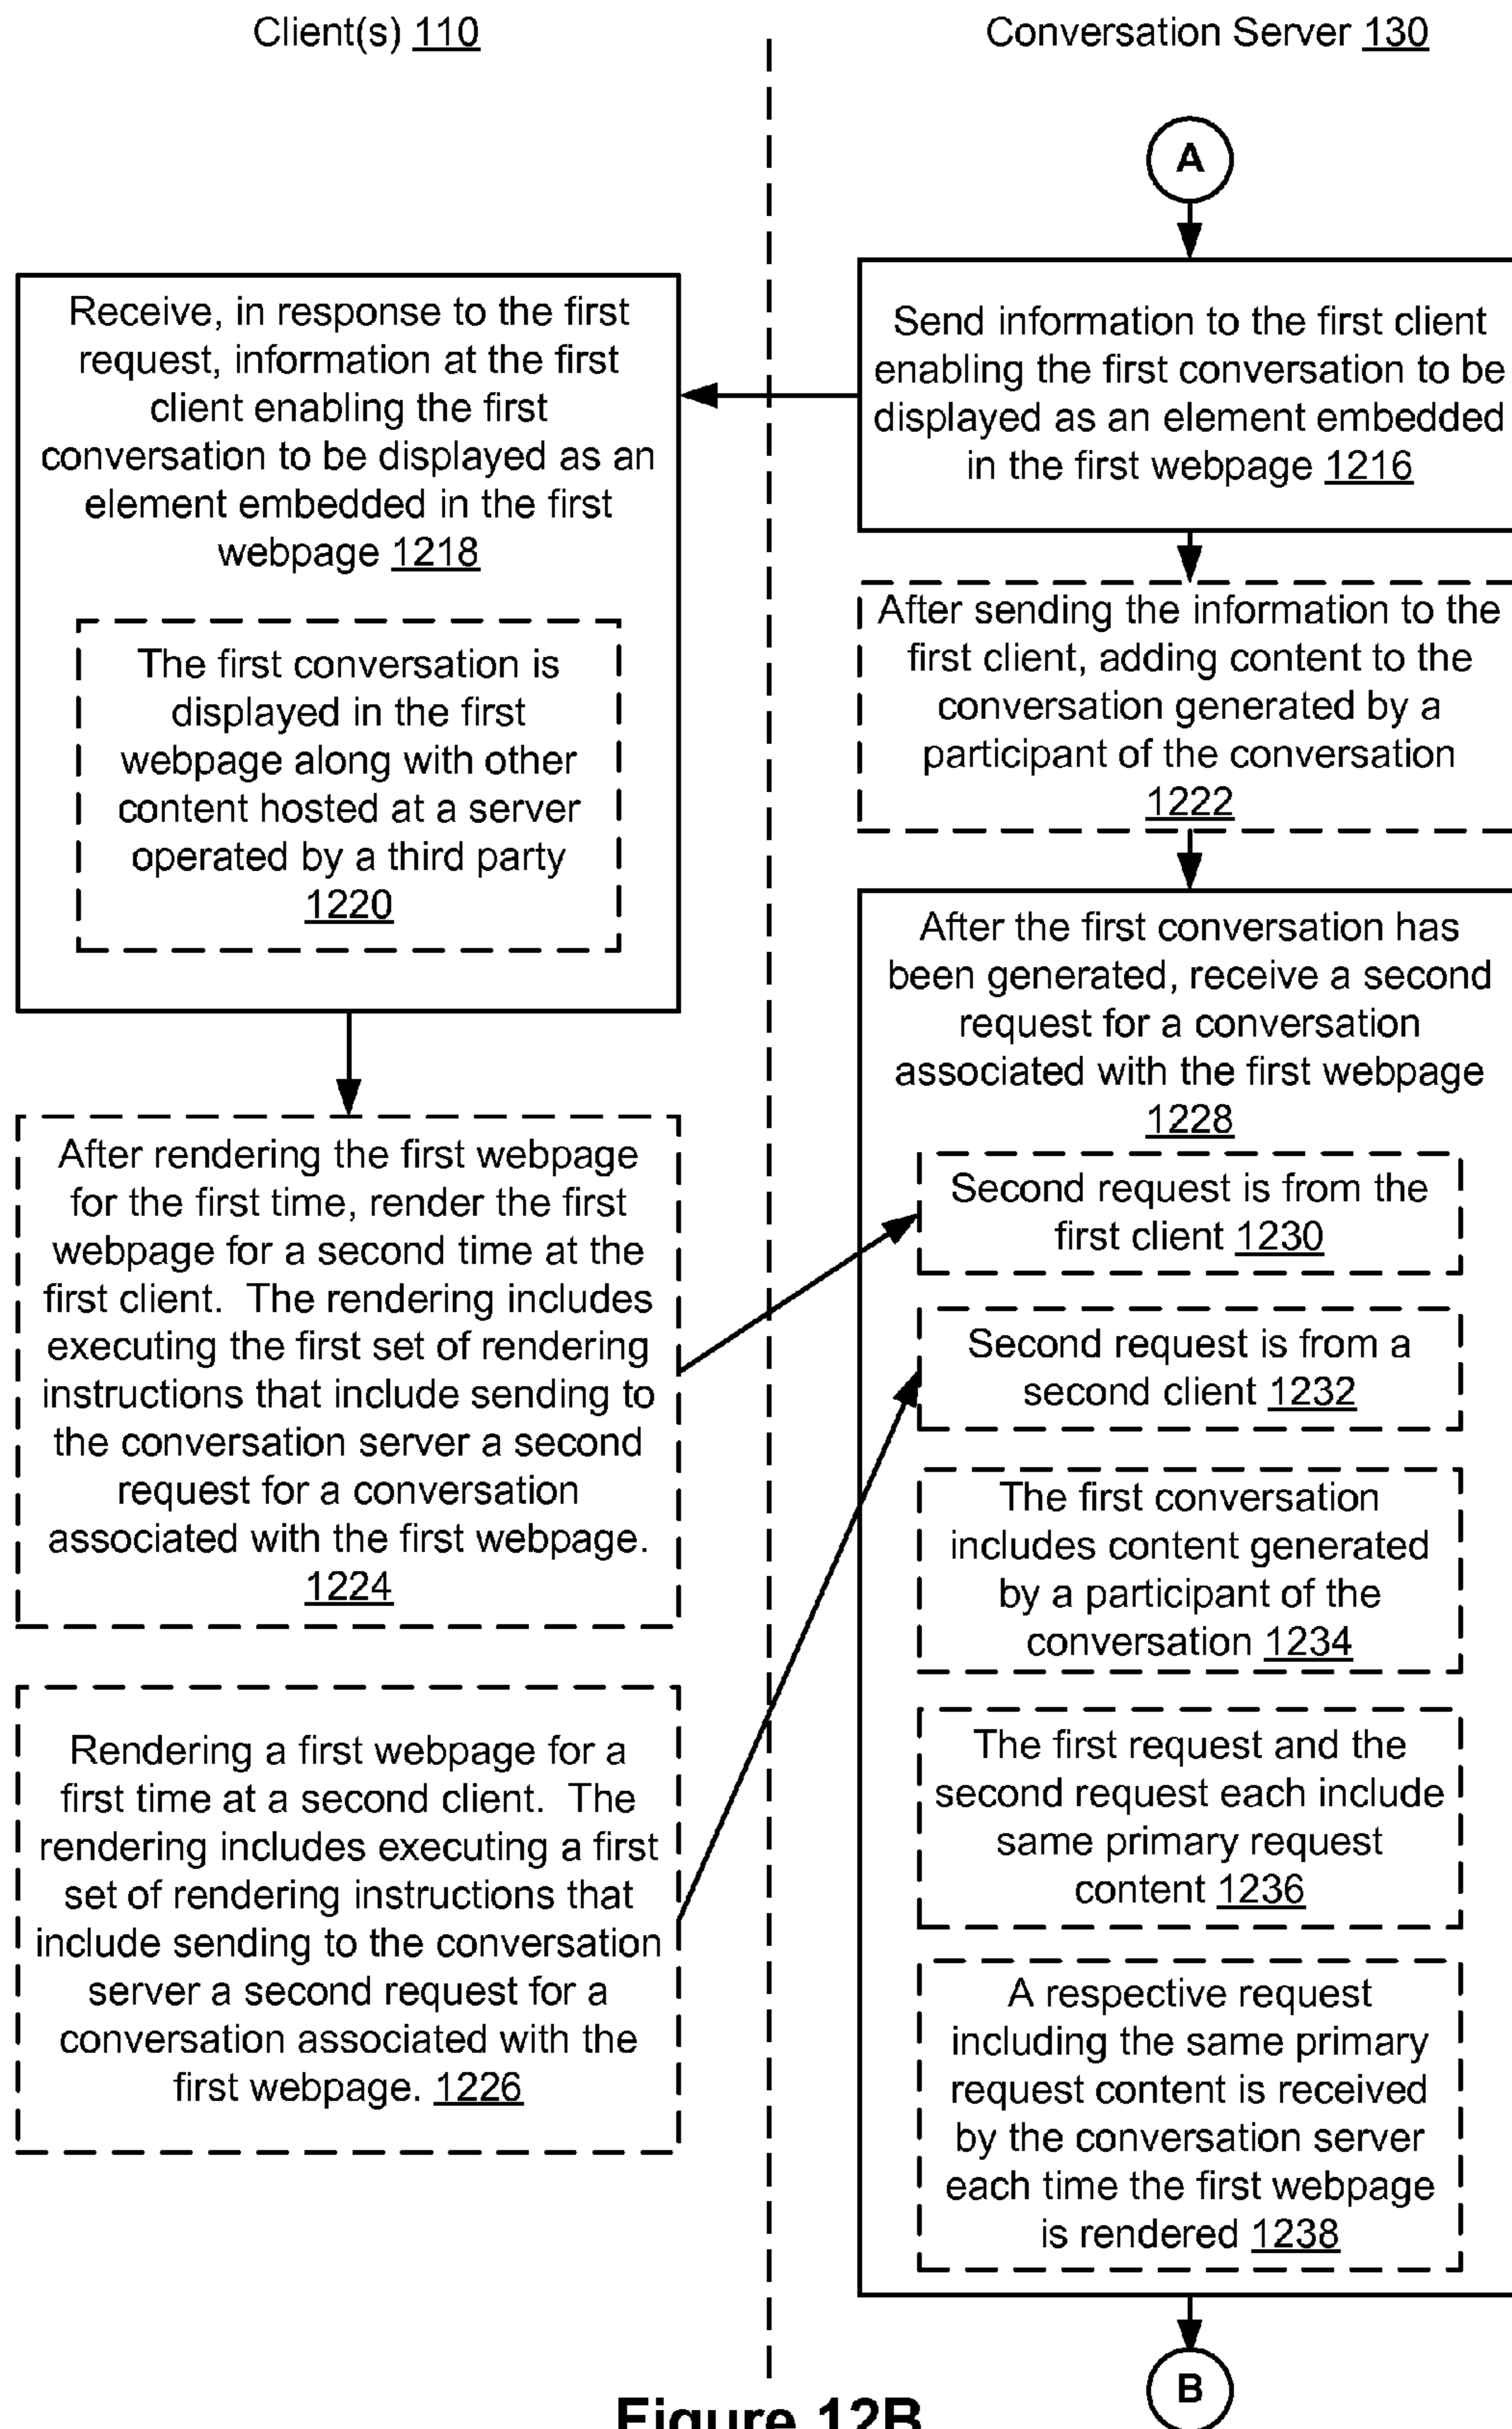 Client(s) 110
Conversation Server 130
A
Receive, in response to the first
request, information at the first
client enabling the first
conversation to be displayed as an
element embedded in the first
webpage 1218
The first conversation is
displayed in the first
webpage along with other
content hosted at a server
operated by a third party
1220
After rendering the first webpage
for the first time, render the first
webpage for a second time at the
first client. The rendering includes
executing the first set of rendering
instructions that include sending to
the conversation server a second
request for a conversation
associated with the first webpage.
1224
Rendering a first webpage for a
first time at a second client. The
rendering includes executing a first
set of rendering instructions that
include sending to the conversation
server a second request for a
conversation associated with the
first webpage. 1226
Send information to the first client
enabling the first conversation to be
displayed as an element embedded
in the first webpage 1216
After sending the information to the
first client, adding content to the
conversation generated by a
participant of the conversation
1222
After the first conversation has
been generated, receive a second
request for a conversation
associated with the first webpage
1228
Second request is from the
first client 1230
Second request is from a
second client 1232
The first conversation
includes content generated
by a participant of the
conversation 1234
The first request and the
second request each include
same primary request
content 1236
A respective request
including the same primary
request content is received
by the conversation server
each time the first webpage
is rendered 1238
B
Figure 12B